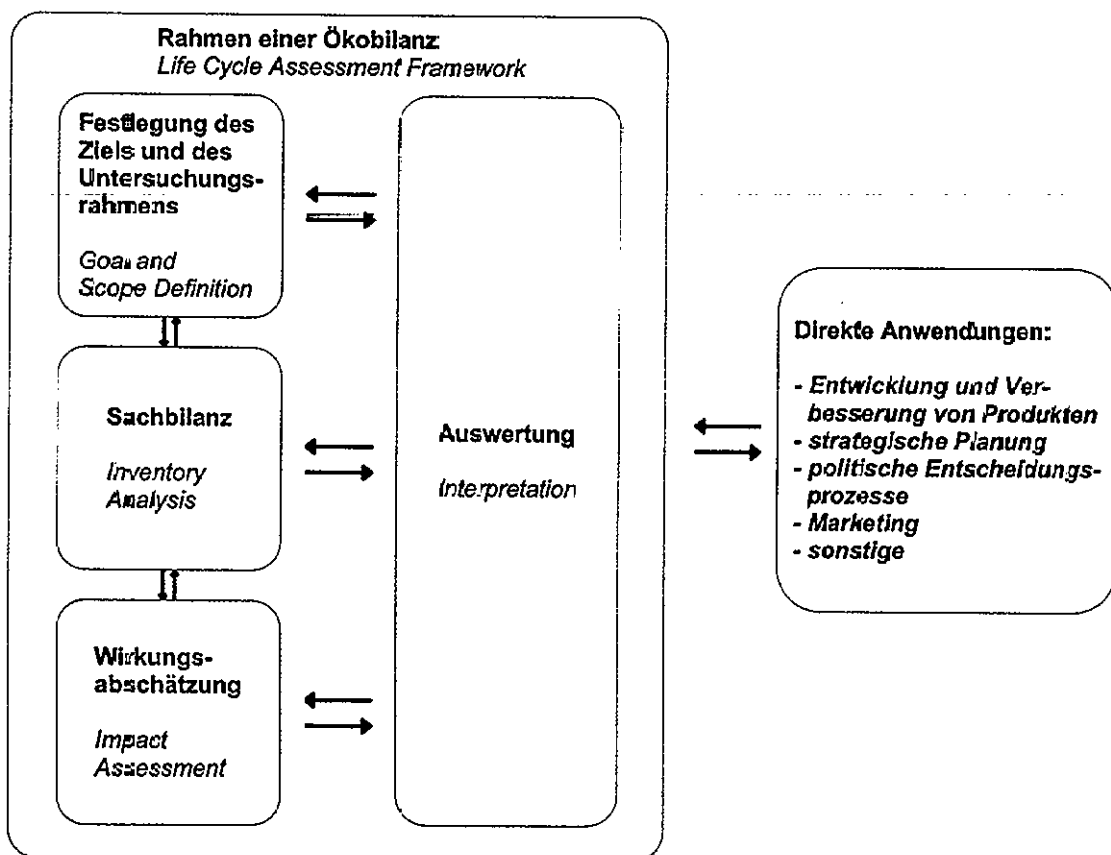 Rahmen einer Ökobilanz
Life Cycle Assessment Framework
Festlegung des
Ziels und des
Untersuchungs-
rahmens
Goal and
Scope Definition
Sachbilanz
Inventory
Analysis
Wirkungs-
abschätzung
Impact
Assessment
Auswertung
Interpretation
Direkte Anwendungen:
- Entwicklung und Ver-
besserung von Produkten
- strategische Planung
- politische Entscheidungs-
prozesse
- Marketing
- sonstige